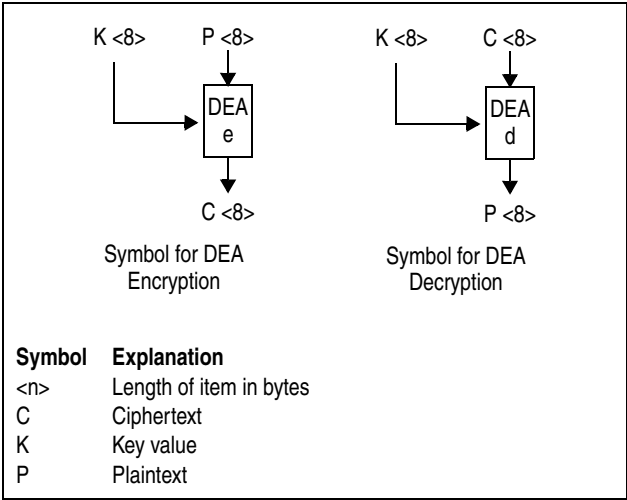 K <8> P <8> K <8> C <8>
DEA DEA
e d
C <8> P <8>
Symbol for DEA Symbol for DEA
Encryption Decryption
Symbol Explanation
<n> Length of item in bytes
C Ciphertext
K Key value
P Plaintext